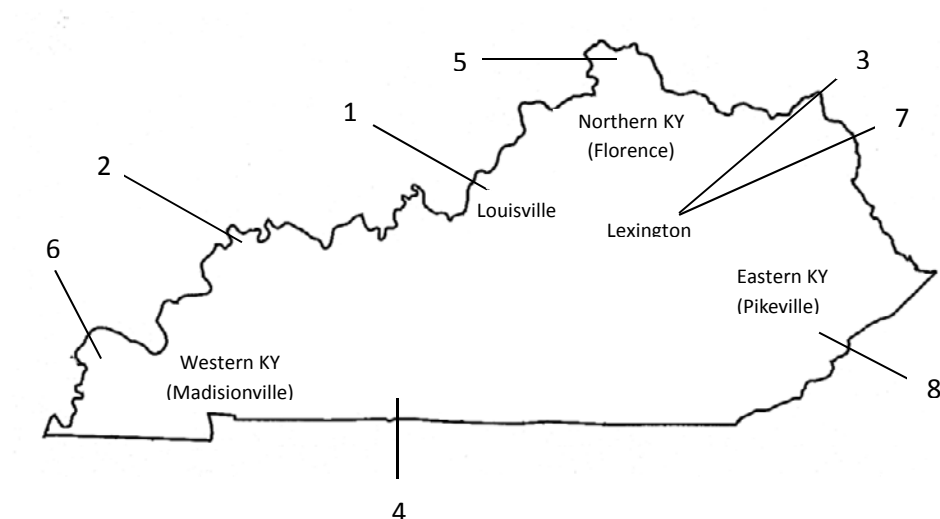 5
3
1
Northern KY
(Florence)
7
2
Louisville
Lexington
6
Eastern KY
(Pikeville)
Western KY
(Madisionville)
8
4